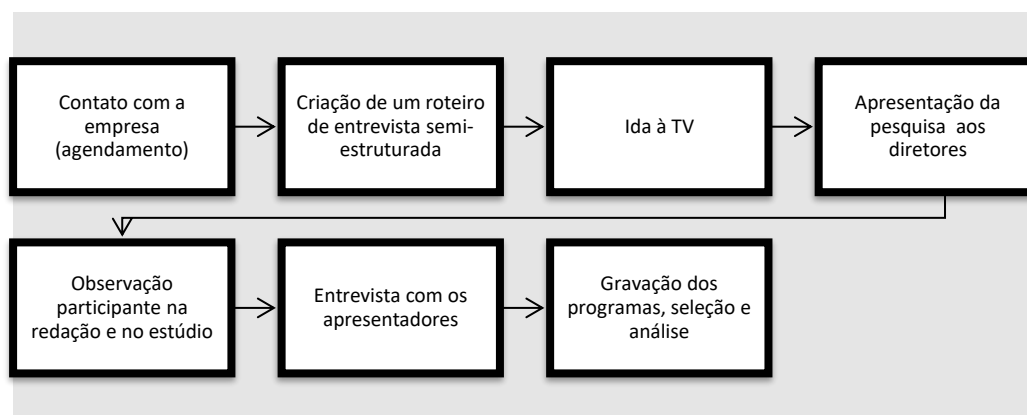 Contato com a
empresa
(agendamento)
Criação de um roteiro
de entrevista semi-
estruturada
Ida à TV
Apresentação da
pesquisa aos
diretores
Observação
participante na
redação e no estúdio
Entrevista com os
apresentadores
Gravação dos
programas, seleção e
análise